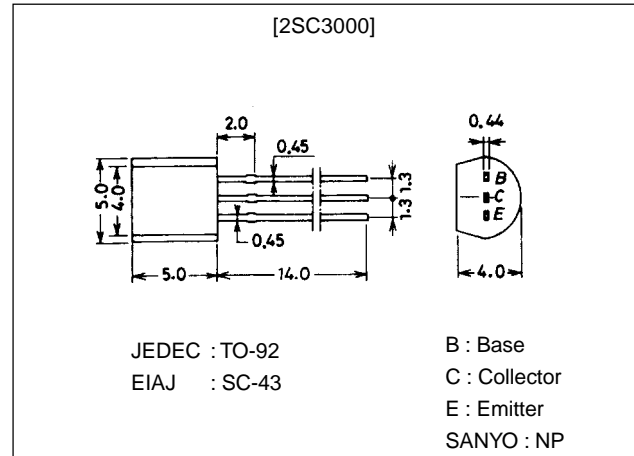 [2SC3000]
2.0
0.45
0.44
5.0
4.0
1.3
1.3
B
C
E
0.45
5.0
14.0
4.0
JEDEC : TO-92
EIAJ : SC-43
B : Base
C : Collector
E : Emitter
SANYO : NP